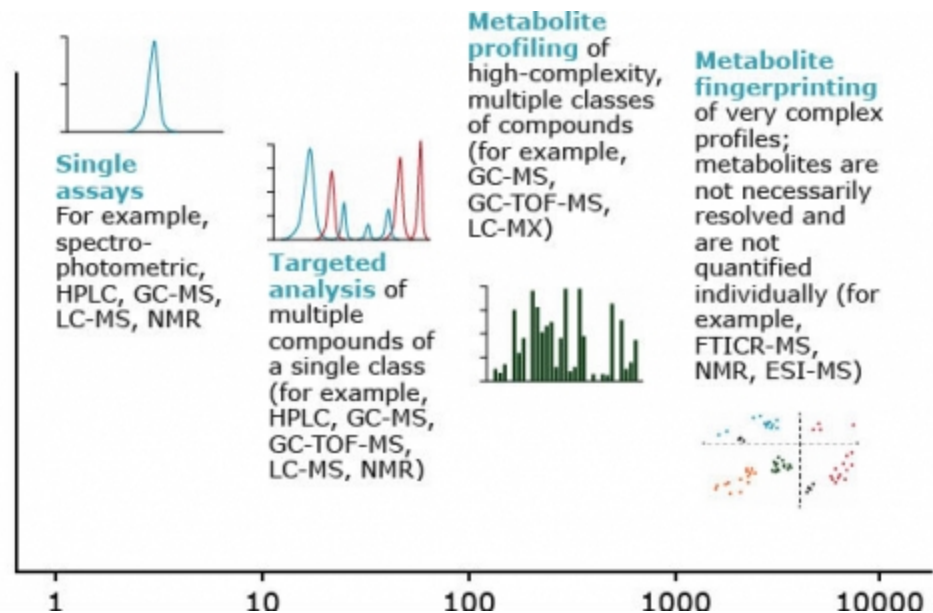 Single
assays
For example,
spectro-
photometric,
HPLC, GC-MS,
LC-MS, NMR
Targeted
analysis of
multiple
compounds of
a single class
(for example,
HPLC, GC-MS,
GC-TOF-MS,
LC-MS, NMR)
Metabolite
profiling of
high-complexity,
multiple classes
of compounds
(for example,
GC-MS,
GC-TOF-MS,
LC-MX)
Metabolite
fingerprinting
of very complex
profiles;
metabolites are
not necessarily
resolved and
are not
quantified
individually (for
example,
FTICR-MS,
NMR, ESI-MS)
1 10 100 1000 10000